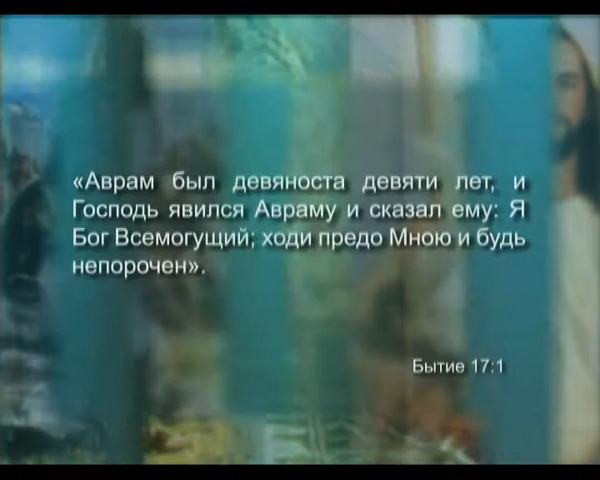 «Аврам был девяноста девяти лет, и
Господь явился Авраму и сказал ему: Я
Бог Всемогущий; ходи предо Мною и будь
непорочен».
Бытие 17:1